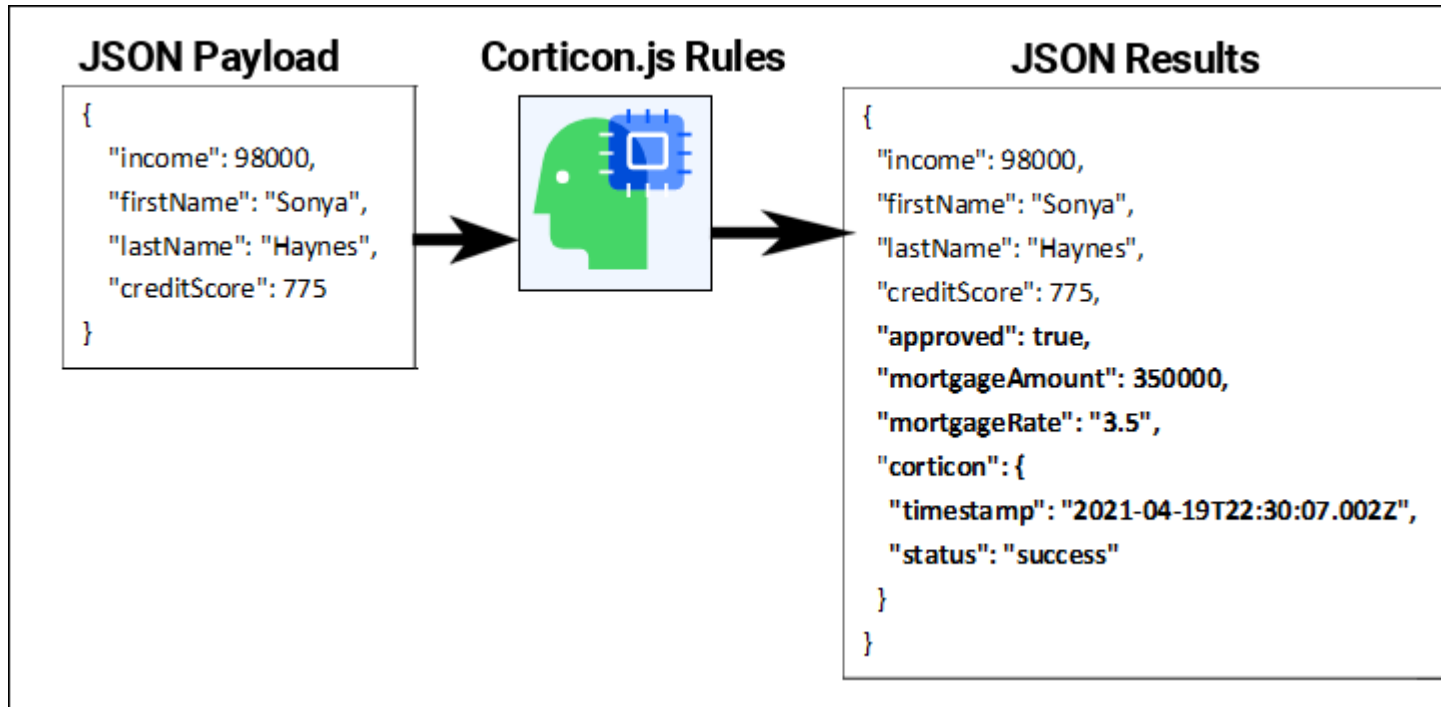 JSON Payload
{
"income": 98000,
"firstName": "Sonya",
"lastName": "Haynes",
"creditScore": 775
}
Corticon.js Rules
JSON Results
{
"income": 98000,
"firstName": "Sonya",
"lastName": "Haynes",
"creditScore": 775,
"approved": true,
"mortgageAmount": 350000,
"mortgageRate": "3.5",
"corticon": {
"timestamp": "2021-04-19T22:30:07.002Z",
"status": "success"
}
}